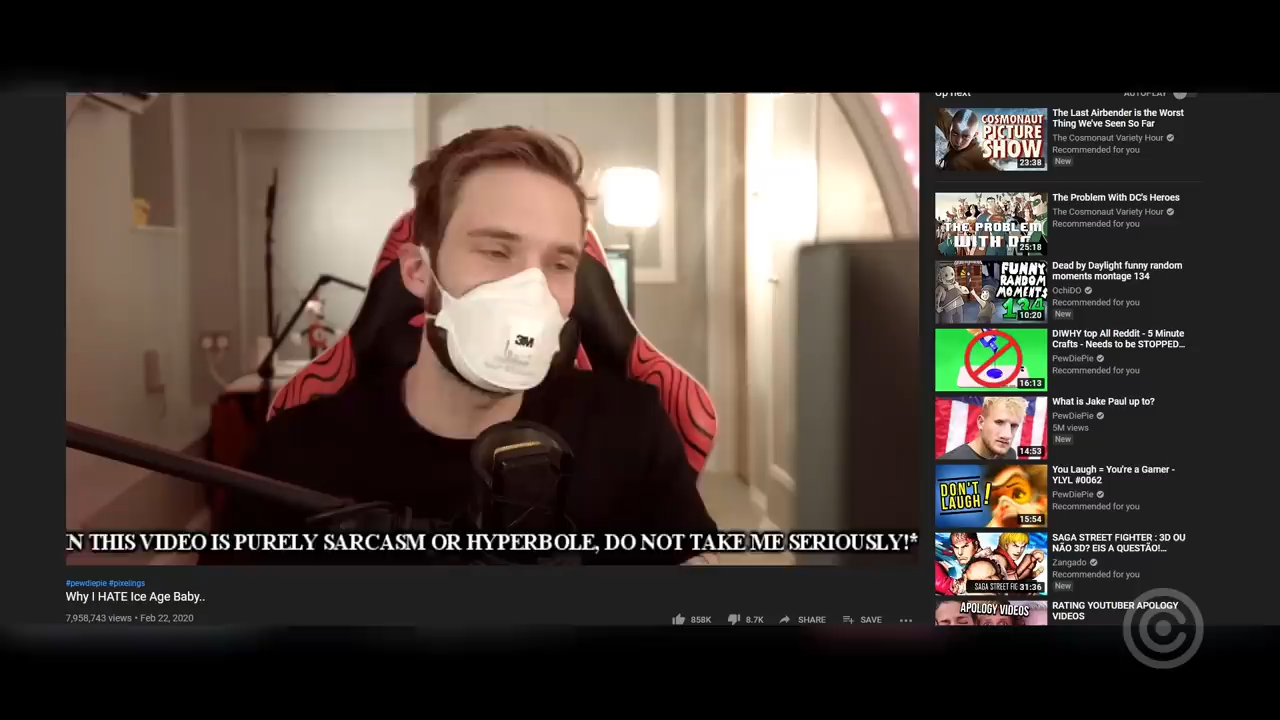 Up next
AUTOPLAY
3M
N THIS VIDEO IS PURELY SARCASM OR HYPERBOLE, DO NOT TAKE ME SERIOUSLY!*
#pewdiepie #pixelings
Why I HATE Ice Age Baby..
7,958,743 views • Feb 22, 2020
858K
8.7K
SHARE
SAVE
COSMONAUT
PICTURE
SHOW
23:38
The Last Airbender is the Worst
Thing We've Seen So Far
The Cosmonaut Variety Hour
Recommended for you
New
THE PROBLEM
WITH DC
25:18
The Problem With DC's Heroes
The Cosmonaut Variety Hour
Recommended for you
FUNNY
RANDOM
MOMENTS
134
10:20
Dead by Daylight funny random
moments montage 134
OchiDO
Recommended for you
New
16:13
DIWHY top All Reddit - 5 Minute
Crafts - Needs to be STOPPED...
PewDiePie
Recommended for you
14:53
What is Jake Paul up to?
PewDiePie
5M views
New
DON'T
LAUGH!
15:54
You Laugh = You're a Gamer -
YLYL #0062
PewDiePie
Recommended for you
SAGA STREET FIG
31:36
SAGA STREET FIGHTER : 3D OU
NÃO 3D? EIS A QUESTÃO!...
Zangado
Recommended for you
New
APOLOGY VIDEOS
RATING YOUTUBER APOLOGY
VIDEOS